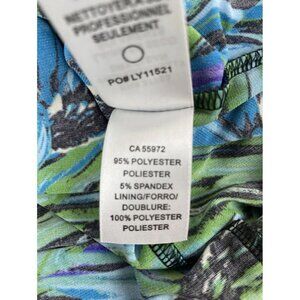 NETTOYER À SEC
PROFESSIONNEL
SEULEMENT
PO# LY11521
CA 55972
95% POLYESTER
POLIESTER
5% SPANDEX
LINING/FORRO/
DOUBLURE:
100% POLYESTER
POLIESTER